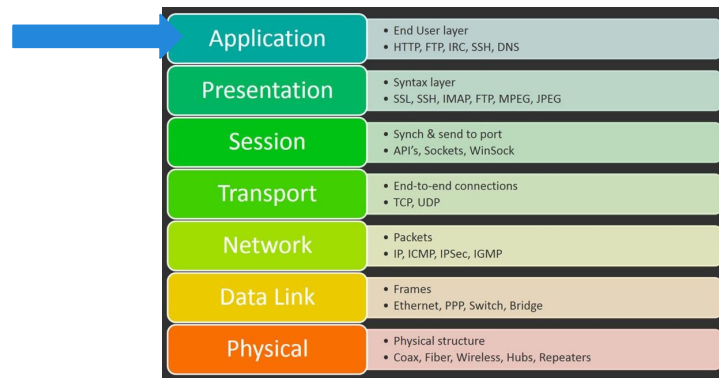 Application
• End User layer
• HTTP, FTP, IRC, SSH, DNS
Presentation
• Syntax layer
• SSL, SSH, IMAP, FTP, MPEG, JPEG
Session
• Synch & send to port
• API's, Sockets, WinSock
Transport
• End-to-end connections
• TCP, UDP
Network
• Packets
• IP, ICMP, IPSec, IGMP
Data Link
• Frames
• Ethernet, PPP, Switch, Bridge
Physical
• Physical structure
• Coax, Fiber, Wireless, Hubs, Repeaters